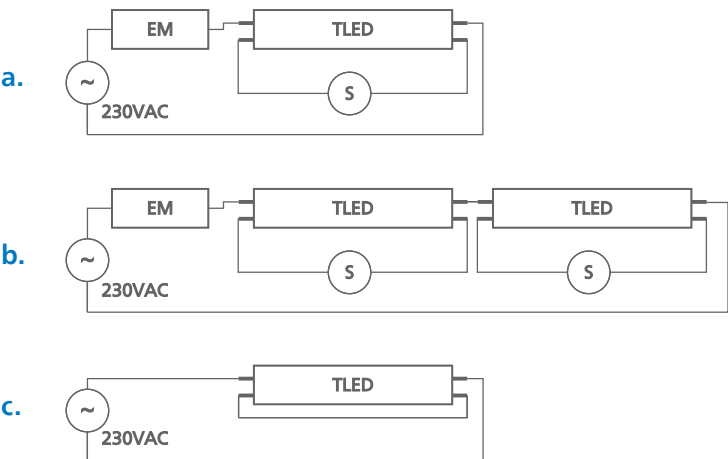 EM TLED
a. ~ S
230VAC
EM TLED TLED
b. ~ S S
230VAC
TLED
c. ~
230VAC